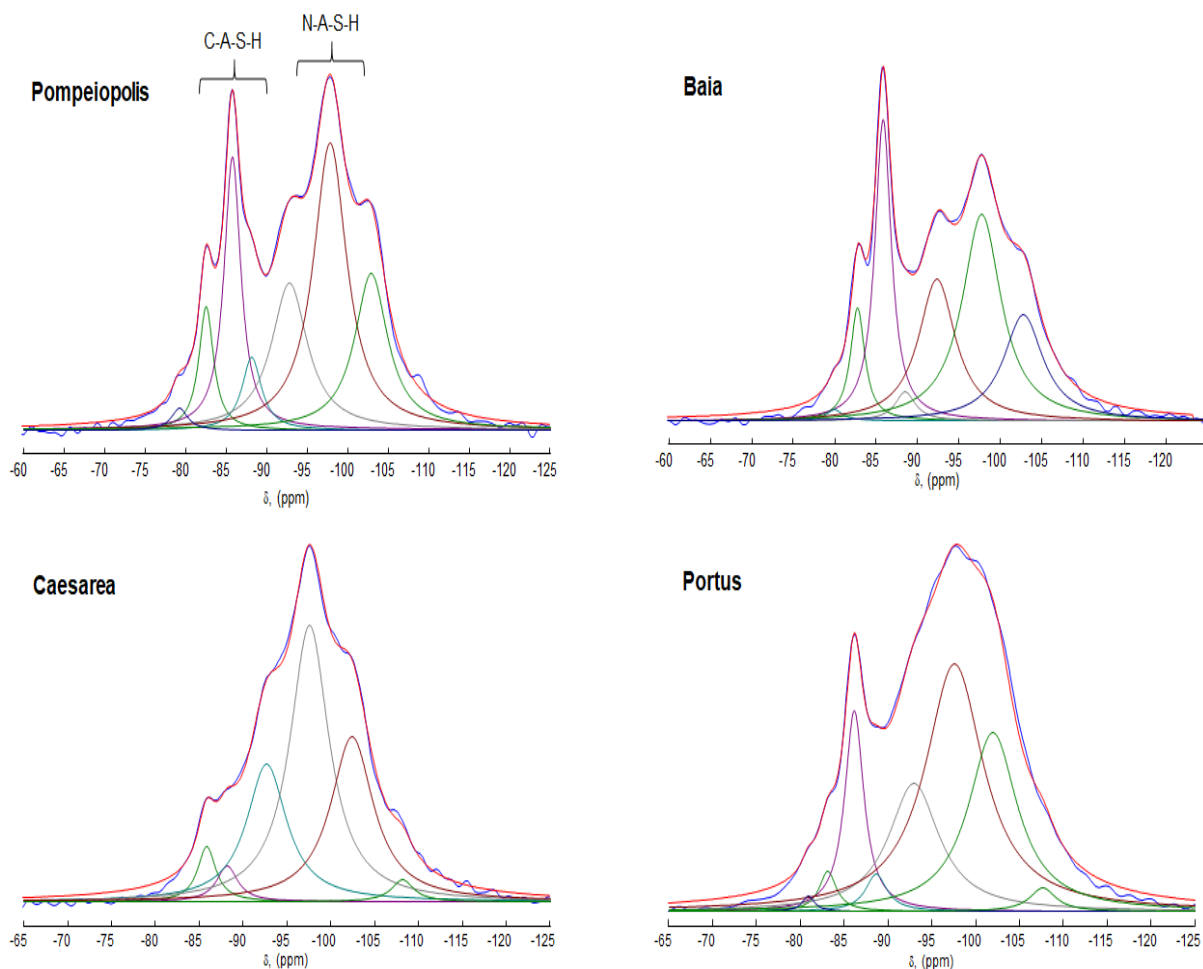 C-A-S-H
N-A-S-H
Pompeiopolis
-60 -65 -70 -75 -80 -85 -90 -95 -100 -105 -110 -115 -120 -125
δ, (ppm)
Baia
-60 -65 -70 -75 -80 -85 -90 -95 -100 -105 -110 -115 -120
δ, (ppm)
Caesarea
-65 -70 -75 -80 -85 -90 -95 -100 -105 -110 -115 -120 -125
δ, (ppm)
Portus
-65 -70 -75 -80 -85 -90 -95 -100 -105 -110 -115 -120 -125
δ, (ppm)